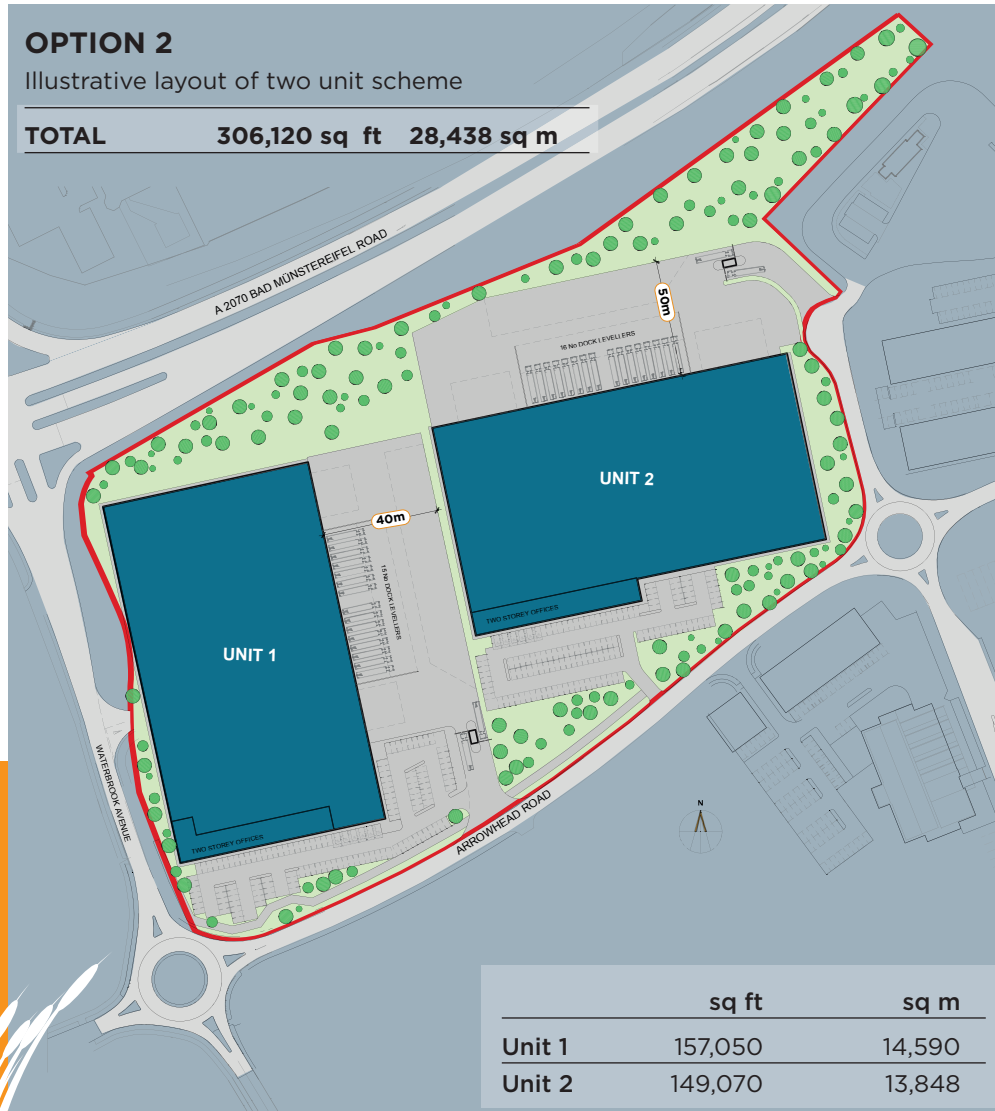 OPTION 2
Illustrative layout of two unit scheme
TOTAL 306,120 sq ft 28,438 sq m
A 2070 BAD MÜNSTEREIFEL ROAD
50m
16 No DOCK LEVELLERS
UNIT 2
40m
15 No DOCK LEVELLERS
TWO STOREY OFFICES
UNIT 1
WATERBROOK AVENUE
TWO STOREY OFFICES
ARROWHEAD ROAD
N
sq ft sq m
Unit 1 157,050 14,590
Unit 2 149,070 13,848